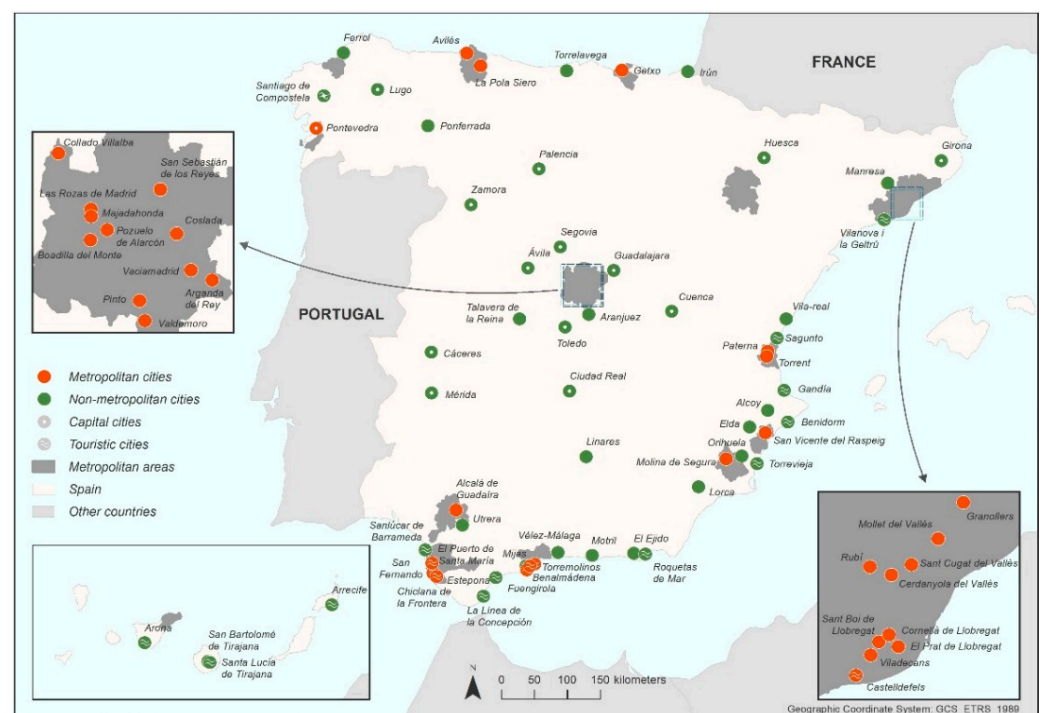 Ferrol
Avilés
La Pola Siero
Torrelavega
Getxo
Irún
FRANCE
Santiago de
Compostela
Lugo
Pontevedra
Ponferrada
Palencia
Huesca
Girona
Manresa
Vilanova i
la Geltrú
Zamora
Segovia
Ávila
Guadalajara
Collado Villalba
San Sebastián
de los Reyes
Las Rozas de Madrid
Majadahonda
Pozuelo
de Alarcón
Coslada
Boadilla del Monte
Vaciamadrid
Arganda
del Rey
Pinto
Valdemoro
PORTUGAL
Talavera de
la Reina
Aranjuez
Toledo
Cuenca
Vila-real
Sagunto
Paterna
Torrent
Cáceres
Mérida
Ciudad Real
Gandía
Alcoy
Benidorm
Elda
San Vicente del Raspeig
Orihuela
Molina de Segura
Torrevieja
Linares
Lorca
Metropolitan cities
Non-metropolitan cities
Capital cities
Touristic cities
Metropolitan areas
Spain
Other countries
Alcalá de
Guadaíra
Utrera
Sanlúcar de
Barrameda
El Puerto de
Santa María
San
Fernando
Chiclana de
la Frontera
Estepona
Vélez-Málaga
Mijas
Torremolinos
Benalmádena
Fuengirola
La Línea de
la Concepción
Motril
El Ejido
Roquetas
de Mar
Arrecife
Arona
San Bartolomé
de Tirajana
Santa Lucía
de Tirajana
N
0 50 100 150 kilometers
Granollers
Mollet del Vallès
Rubí
Sant Cugat del Vallès
Cerdanyola del Vallès
Sant Boi de
Llobregat
Cornellà de Llobregat
El Prat de Llobregat
Viladecans
Castelldefels
Geographic Coordinate System: GCS ETRS 1989